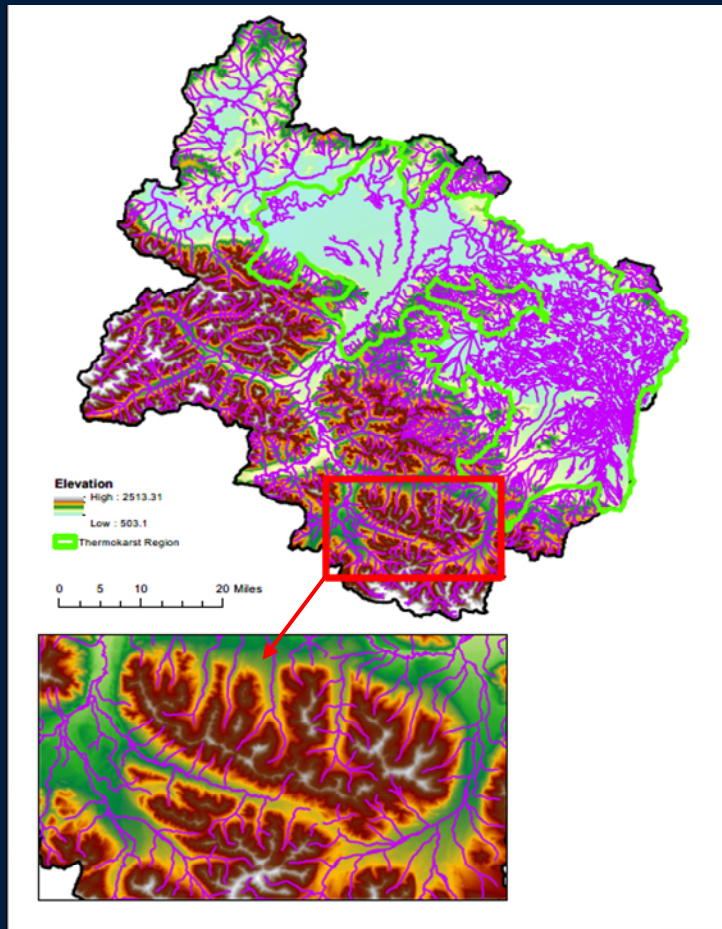 Elevation
High : 2513.31
Low : 503.1
Thermokarst Region
0 5 10 20 Miles